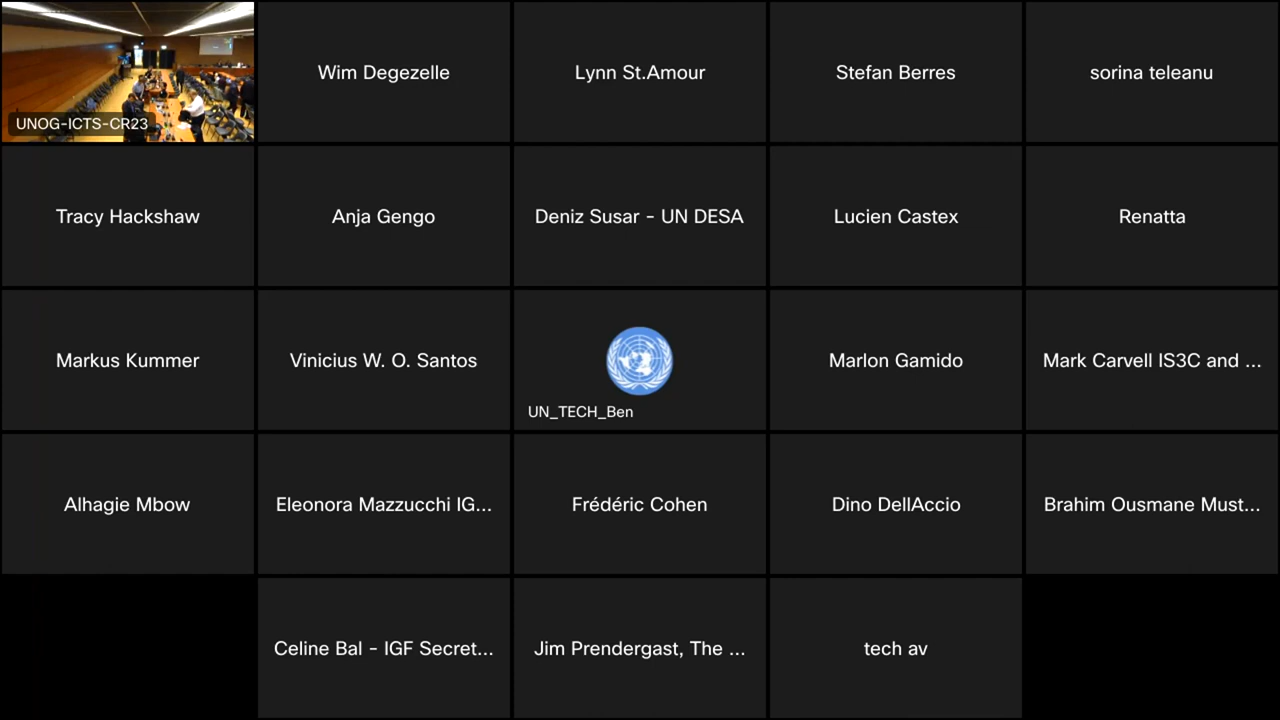 UNOG-ICTS-CR23
Wim Degezelle
Lynn St.Amour
Stefan Berres
sorina teleanu
Tracy Hackshaw
Anja Gengo
Deniz Susar - UN DESA
Lucien Castex
Renatta
Markus Kummer
Vinicius W. O. Santos
UN_TECH_Ben
Marlon Gamido
Mark Carvell IS3C and ...
Alhagie Mbow
Eleonora Mazzucchi IG...
Frédéric Cohen
Dino DellAccio
Brahim Ousmane Must...
Celine Bal - IGF Secret...
Jim Prendergast, The ...
tech av